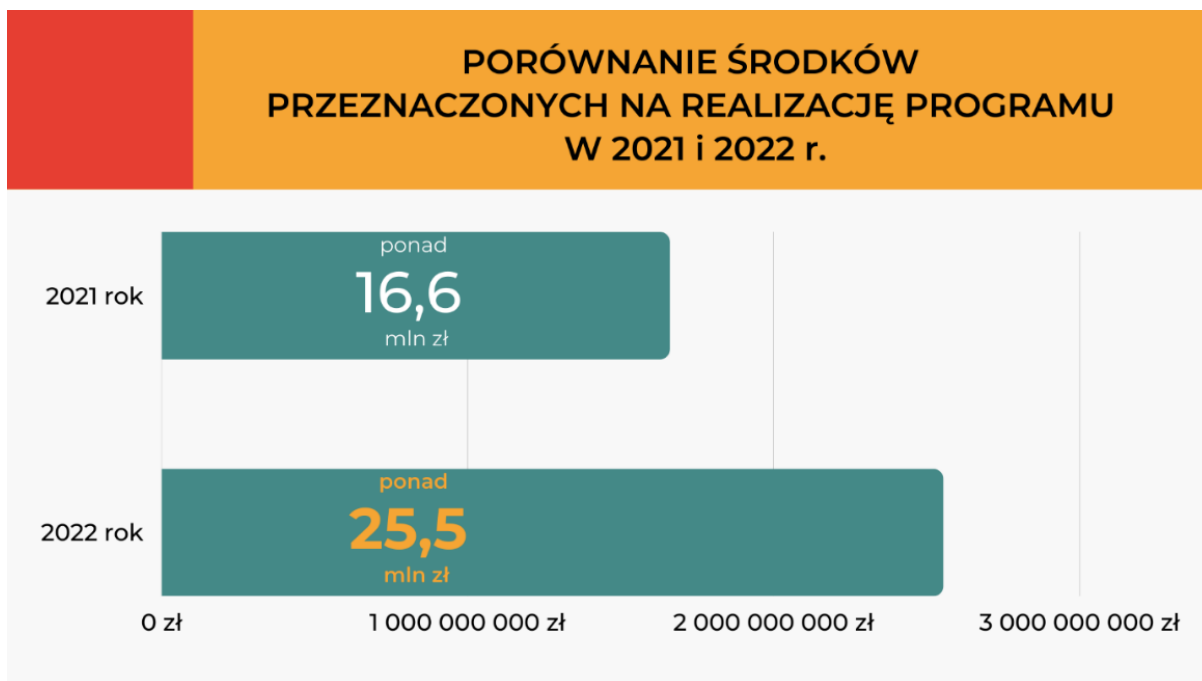 PORÓWNANIE ŚRODKÓW
PRZEZNACZONYCH NA REALIZACJĘ PROGRAMU
W 2021 i 2022 r.
2021 rok
ponad
16,6
mln zł
2022 rok
ponad
25,5
mln zł
0 zł
1 000 000 000 zł
2 000 000 000 zł
3 000 000 000 zł